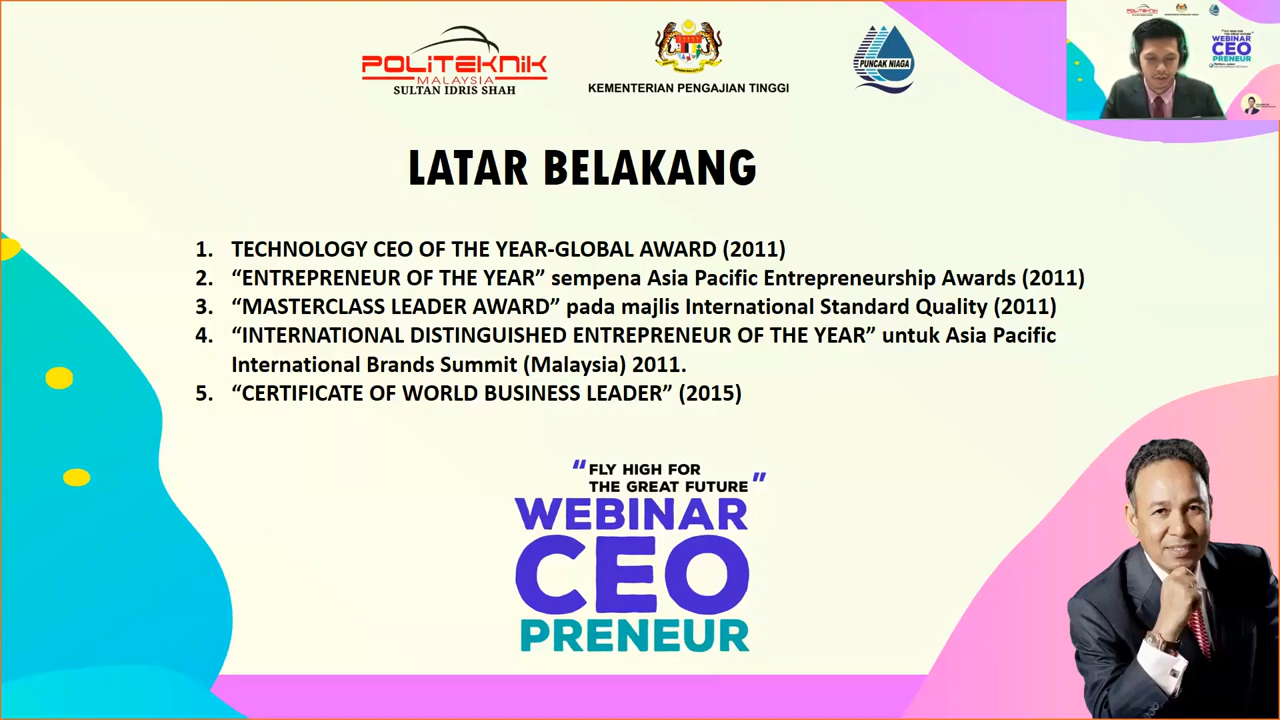 POLITEKNIK
MALAYSIA
SULTAN IDRIS SHAH
KEMENTERIAN PENGAJIAN TINGGI
PUNCAK NIAGA
LATAR BELAKANG
1. TECHNOLOGY CEO OF THE YEAR-GLOBAL AWARD (2011)
2. “ENTREPRENEUR OF THE YEAR” sempena Asia Pacific Entrepreneurship Awards (2011)
3. “MASTERCLASS LEADER AWARD” pada majlis International Standard Quality (2011)
4. “INTERNATIONAL DISTINGUISHED ENTREPRENEUR OF THE YEAR” untuk Asia Pacific
International Brands Summit (Malaysia) 2011.
5. “CERTIFICATE OF WORLD BUSINESS LEADER” (2015)
“FLY HIGH FOR
THE GREAT FUTURE”
WEBINAR
CEO
PRENEUR
WEBINAR
CEO
PRENEUR